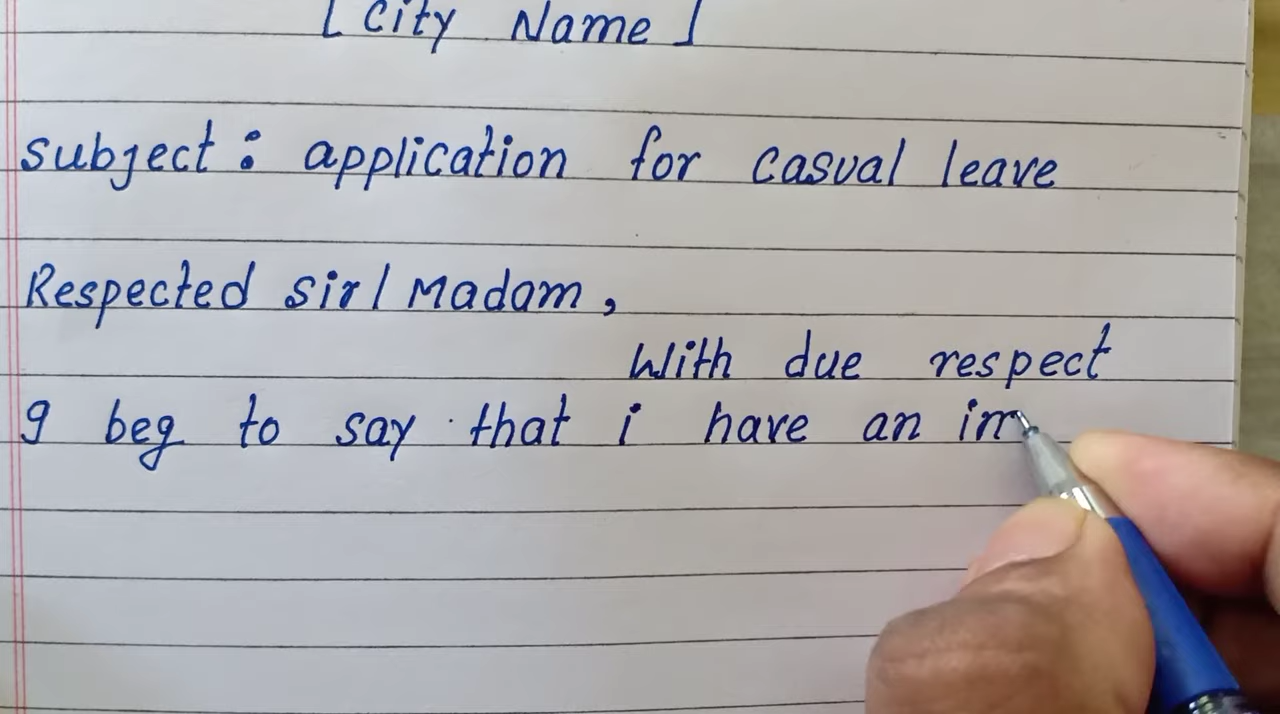 [City Name]
subject: application for casual leave
Respected sir/Madam,
With due respect
I beg to say that i have an im